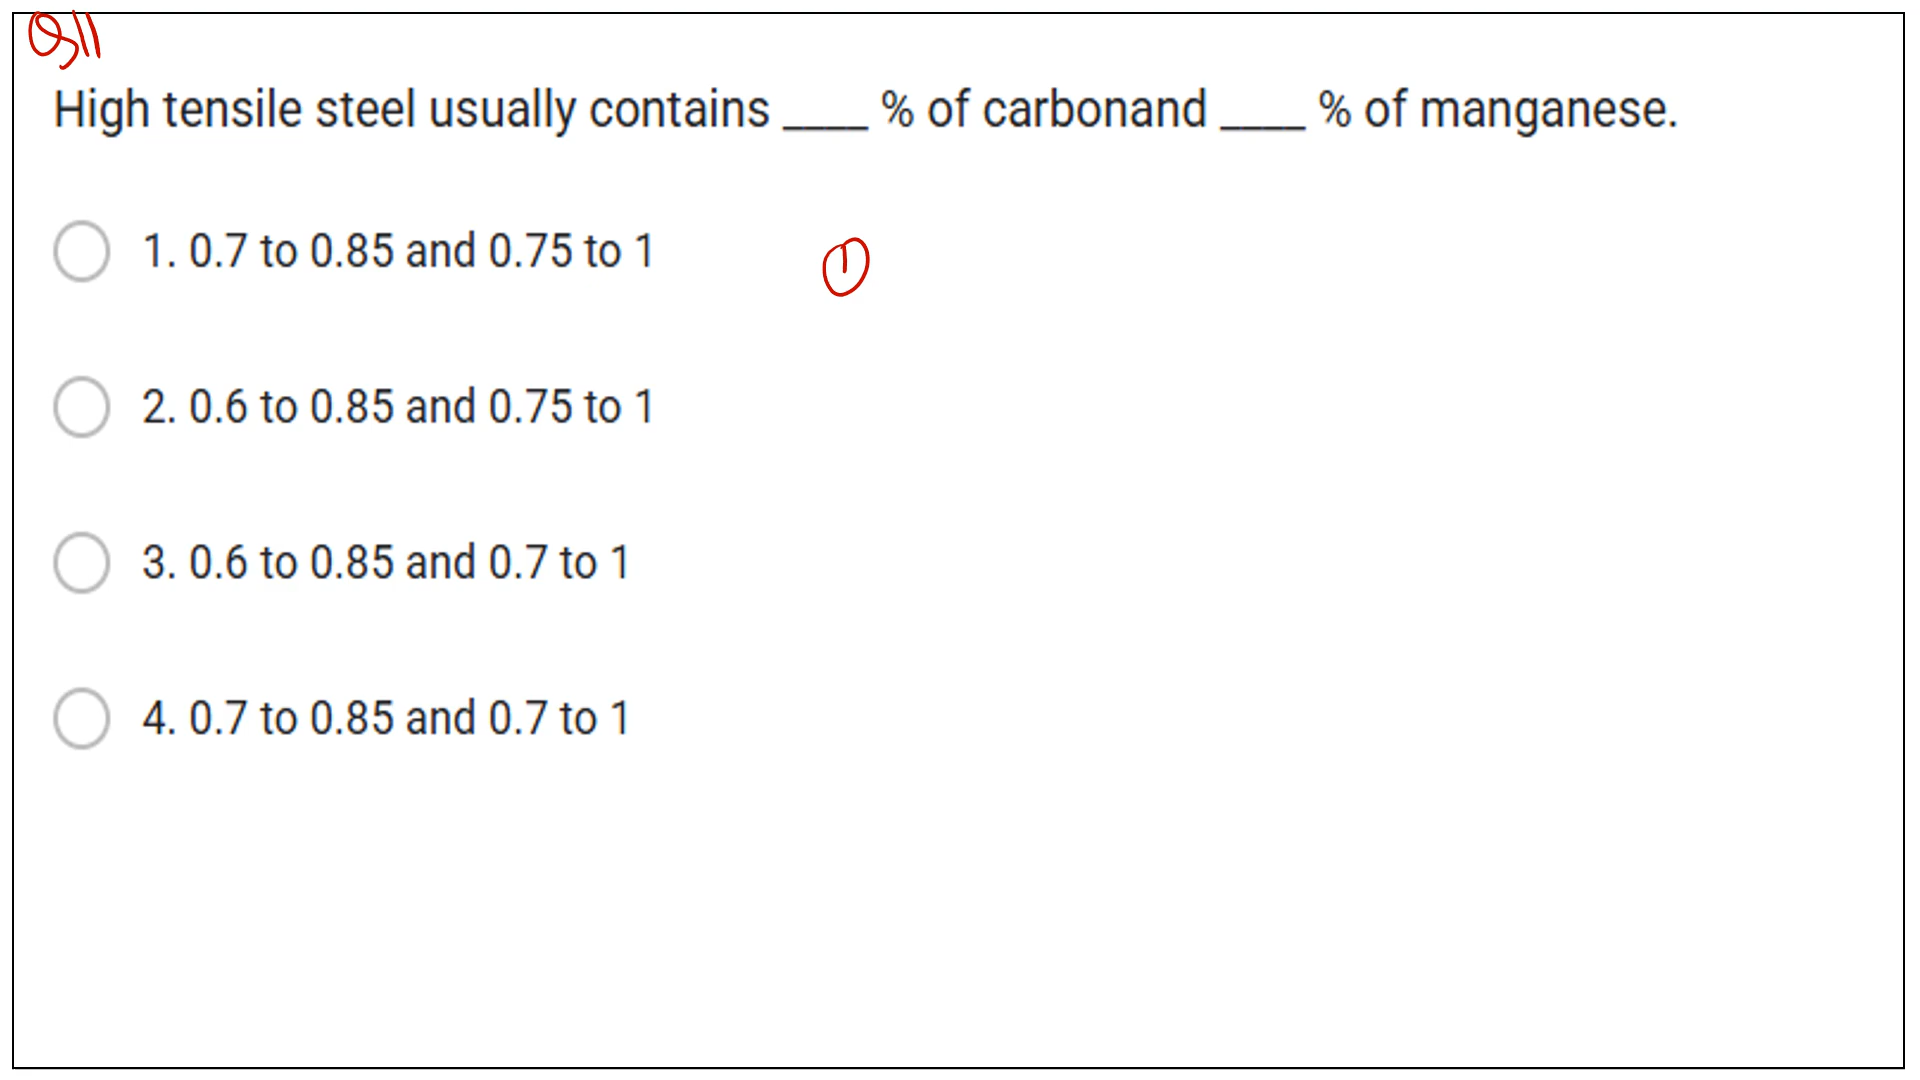 Q11
High tensile steel usually contains ____ % of carbonand ____ % of manganese.
1. 0.7 to 0.85 and 0.75 to 1
1
2. 0.6 to 0.85 and 0.75 to 1
3. 0.6 to 0.85 and 0.7 to 1
4. 0.7 to 0.85 and 0.7 to 1